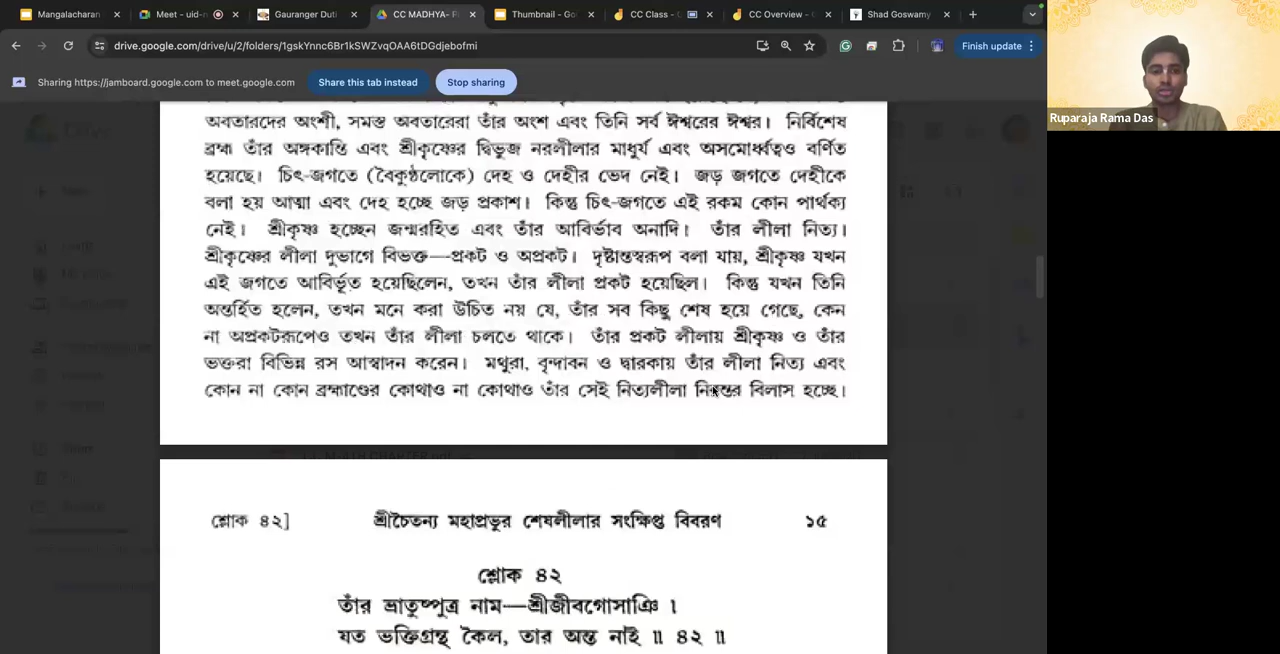 Mangalacharan
Meet - uid-n
Gauranger Duti
CC MADHYA- P
Thumbnail - Go
CC Class -
CC Overview -
Shad Goswamy
drive.google.com/drive/u/2/folders/1gskYnnc6Br1kSWZvqOAA6tDGdjebofmi
Finish update
Sharing https://jamboard.google.com to meet.google.com
Share this tab instead
Stop sharing
Ruparaja Rama Das
অবতারদের অংশী, সমস্ত অবতারেরা তাঁর অংশ এবং তিনি সর্ব ঈশ্বরের ঈশ্বর। নির্বিশেষ
ব্রহ্ম তাঁর অঙ্গকান্তি এবং শ্রীকৃষ্ণের দ্বিভুজ নরলীলার মাধুর্য এবং অসমোর্ধ্বত্বও বর্ণিত
হয়েছে। চিৎ-জগতে (বৈকুণ্ঠলোকে) দেহ ও দেহীর ভেদ নেই। জড় জগতে দেহীকে
বলা হয় আত্মা এবং দেহ হচ্ছে জড় প্রকাশ। কিন্তু চিৎ-জগতে এই রকম কোন পার্থক্য
নেই। শ্রীকৃষ্ণ হচ্ছেন জন্মরহিত এবং তাঁর আবির্ভাব অনাদি। তাঁর লীলা নিত্য।
শ্রীকৃষ্ণের লীলা দুভাগে বিভক্ত—প্রকট ও অপ্রকট। দৃষ্টান্তস্বরূপ বলা যায়, শ্রীকৃষ্ণ যখন
এই জগতে আবির্ভূত হয়েছিলেন, তখন তাঁর লীলা প্রকট হয়েছিল। কিন্তু যখন তিনি
অন্তর্হিত হলেন, তখন মনে করা উচিত নয় যে, তাঁর সব কিছু শেষ হয়ে গেছে, কেন
না অপ্রকটরূপেও তখন তাঁর লীলা চলতে থাকে। তাঁর প্রকট লীলায় শ্রীকৃষ্ণ ও তাঁর
ভক্তরা বিভিন্ন রস আস্বাদন করেন। মথুরা, বৃন্দাবন ও দ্বারকায় তাঁর লীলা নিত্য এবং
কোন না কোন ব্রহ্মাণ্ডের কোথাও না কোথাও তাঁর সেই নিত্যলীলা নিরন্তর বিলাস হচ্ছে।
শ্লোক ৪২] শ্রীচৈতন্য মহাপ্রভুর শেষলীলার সংক্ষিপ্ত বিবরণ ১৫
শ্লোক ৪২
তাঁর ভ্রাতুষ্পুত্র নাম—শ্রীজীবগোসাঞি ।
যত ভক্তিগ্রন্থ কৈল, তার অন্ত নাই ॥ ৪২ ॥